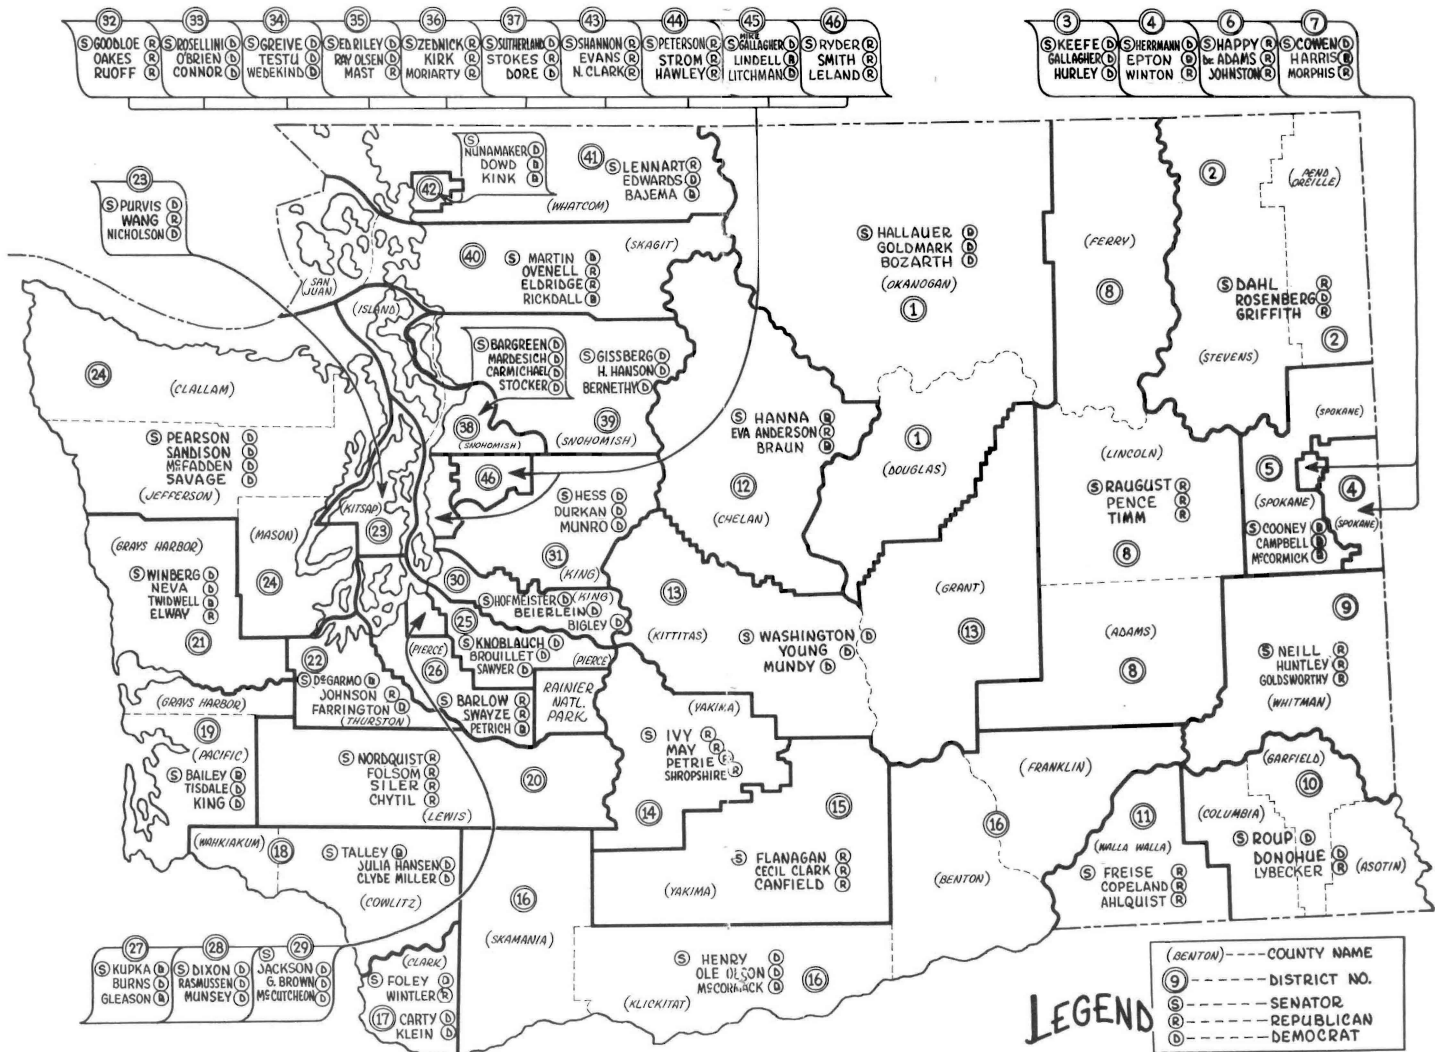 32 33 34 35 36 37 43 44 45 46
Ⓢ GOODLOE Ⓡ
OAKES Ⓡ
RUOFF Ⓡ
Ⓢ ROSELLINI Ⓓ
O'BRIEN Ⓓ
CONNOR Ⓓ
Ⓢ GREIVE Ⓓ
TESTU Ⓓ
WEDEKIND Ⓓ
Ⓢ ED RILEY Ⓓ
RAY OLSEN Ⓓ
MAST Ⓡ
Ⓢ ZEDNICK Ⓡ
KIRK Ⓡ
MORIARTY Ⓡ
Ⓢ SUTHERLAND Ⓓ
STOKES Ⓡ
DORE Ⓓ
Ⓢ SHANNON Ⓡ
EVANS Ⓡ
N. CLARK Ⓡ
Ⓢ PETERSON Ⓡ
STROM Ⓡ
HAWLEY Ⓡ
Ⓢ MIKE GALLAGHER Ⓓ
LINDELL
LITCHMAN Ⓓ
Ⓢ RYDER Ⓡ
SMITH Ⓡ
LELAND Ⓡ
3 4 6 7
Ⓢ KEEFE Ⓓ
GALLAGHER Ⓓ
HURLEY Ⓓ
Ⓢ HERRMANN Ⓓ
EPTON Ⓓ
WINTON Ⓡ
Ⓢ HAPPY Ⓡ
DR. ADAMS Ⓡ
JOHNSTON Ⓡ
Ⓢ COWEN Ⓓ
HARRIS
MORPHIS Ⓡ
23
Ⓢ PURVIS Ⓓ
WANG Ⓡ
NICHOLSON Ⓓ
Ⓢ
NUNAMAKER Ⓓ
DOWD Ⓓ
KINK Ⓓ
42
41
Ⓢ LENNART Ⓡ
EDWARDS Ⓓ
BAJEMA Ⓓ
(WHATCOM)
(SKAGIT)
40
Ⓢ MARTIN Ⓓ
OVENELL Ⓡ
ELDRIDGE Ⓡ
RICKDALL Ⓓ
(SAN JUAN)
(ISLAND)
Ⓢ BARGREEN Ⓓ
MARDESICH Ⓓ
CARMICHAEL Ⓓ
STOCKER Ⓓ
38
(SNOHOMISH)
Ⓢ GISSBERG Ⓓ
H. HANSON Ⓓ
BERNETHY Ⓓ
39
(SNOHOMISH)
Ⓢ HALLAUER Ⓓ
GOLDMARK Ⓓ
BOZARTH Ⓓ
(OKANOGAN)
1
(FERRY)
8
2
(PEND OREILLE)
Ⓢ DAHL Ⓡ
ROSENBERG Ⓓ
GRIFFITH Ⓡ
2
(STEVENS)
24
(CLALLAM)
Ⓢ PEARSON Ⓓ
SANDISON Ⓓ
McFADDEN Ⓓ
SAVAGE Ⓓ
(JEFFERSON)
(MASON)
24
(KITSAP)
23
46
Ⓢ HESS Ⓓ
DURKAN Ⓓ
MUNRO Ⓓ
31
(KING)
Ⓢ HANNA Ⓓ
EVA ANDERSON Ⓡ
BRAUN Ⓓ
12
(CHELAN)
1
(DOUGLAS)
(LINCOLN)
Ⓢ RAUGUST Ⓡ
PENCE Ⓡ
TIMM Ⓡ
8
(SPOKANE)
5
(SPOKANE)
4
(SPOKANE)
Ⓢ COONEY Ⓓ
CAMPBELL Ⓓ
McCORMICK Ⓓ
(GRAYS HARBOR)
Ⓢ WINBERG Ⓓ
NEVA Ⓓ
TWIDWELL Ⓓ
ELWAY Ⓡ
21
(GRAYS HARBOR)
22
Ⓢ DeGARMO Ⓓ
JOHNSON Ⓡ
FARRINGTON Ⓓ
(THURSTON)
30
Ⓢ HOFMEISTER Ⓓ (KING)
BEIERLEIN Ⓓ
BIGLEY Ⓓ
25
Ⓢ KNOBLAUCH Ⓓ
BROUILLET Ⓓ
SAWYER Ⓓ
(PIERCE)
(PIERCE)
26
Ⓢ BARLOW Ⓡ
SWAYZE Ⓡ
PETRICH Ⓓ
RAINIER
NATL.
PARK
13
(KITTITAS)
Ⓢ WASHINGTON Ⓓ
YOUNG Ⓓ
MUNDY Ⓓ
(GRANT)
13
(ADAMS)
8
9
Ⓢ NEILL Ⓡ
HUNTLEY Ⓡ
GOLDSWORTHY Ⓡ
(WHITMAN)
19
(PACIFIC)
Ⓢ BAILEY Ⓓ
TISDALE Ⓓ
KING Ⓓ
Ⓢ NORDQUIST Ⓡ
FOLSOM Ⓡ
SILER Ⓡ
CHYTIL Ⓡ
(LEWIS)
20
(YAKIMA)
Ⓢ IVY Ⓡ
MAY Ⓡ
PETRIE Ⓡ
SHROPSHIRE Ⓡ
14
15
Ⓢ FLANAGAN Ⓡ
CECIL CLARK Ⓡ
CANFIELD Ⓡ
(YAKIMA)
(FRANKLIN)
16
(BENTON)
11
(WALLA WALLA)
Ⓢ FREISE Ⓡ
COPELAND Ⓡ
AHLQUIST Ⓡ
(GARFIELD)
10
(COLUMBIA)
Ⓢ ROUP Ⓓ
DONOHUE Ⓓ
LYBECKER Ⓡ
(ASOTIN)
(WAHKIAKUM)
18
Ⓢ TALLEY Ⓓ
JULIA HANSEN Ⓓ
CLYDE MILLER Ⓓ
(COWLITZ)
16
(SKAMANIA)
Ⓢ HENRY Ⓓ
OLE OLSON Ⓓ
McCORMACK Ⓓ
16
(KLICKITAT)
27 28 29
Ⓢ KUPKA Ⓓ
BURNS Ⓓ
GLEASON Ⓓ
Ⓢ DIXON Ⓓ
RASMUSSEN Ⓓ
MUNSEY Ⓓ
Ⓢ
JACKSON Ⓓ
G. BROWN Ⓓ
McCUTCHEON Ⓓ
(CLARK)
Ⓢ FOLEY Ⓓ
WINTLER Ⓡ
17 CARTY Ⓓ
KLEIN Ⓓ
LEGEND
(BENTON) ---- COUNTY NAME
9 ------ DISTRICT NO.
Ⓢ ------ SENATOR
Ⓡ ------ REPUBLICAN
Ⓓ ------ DEMOCRAT